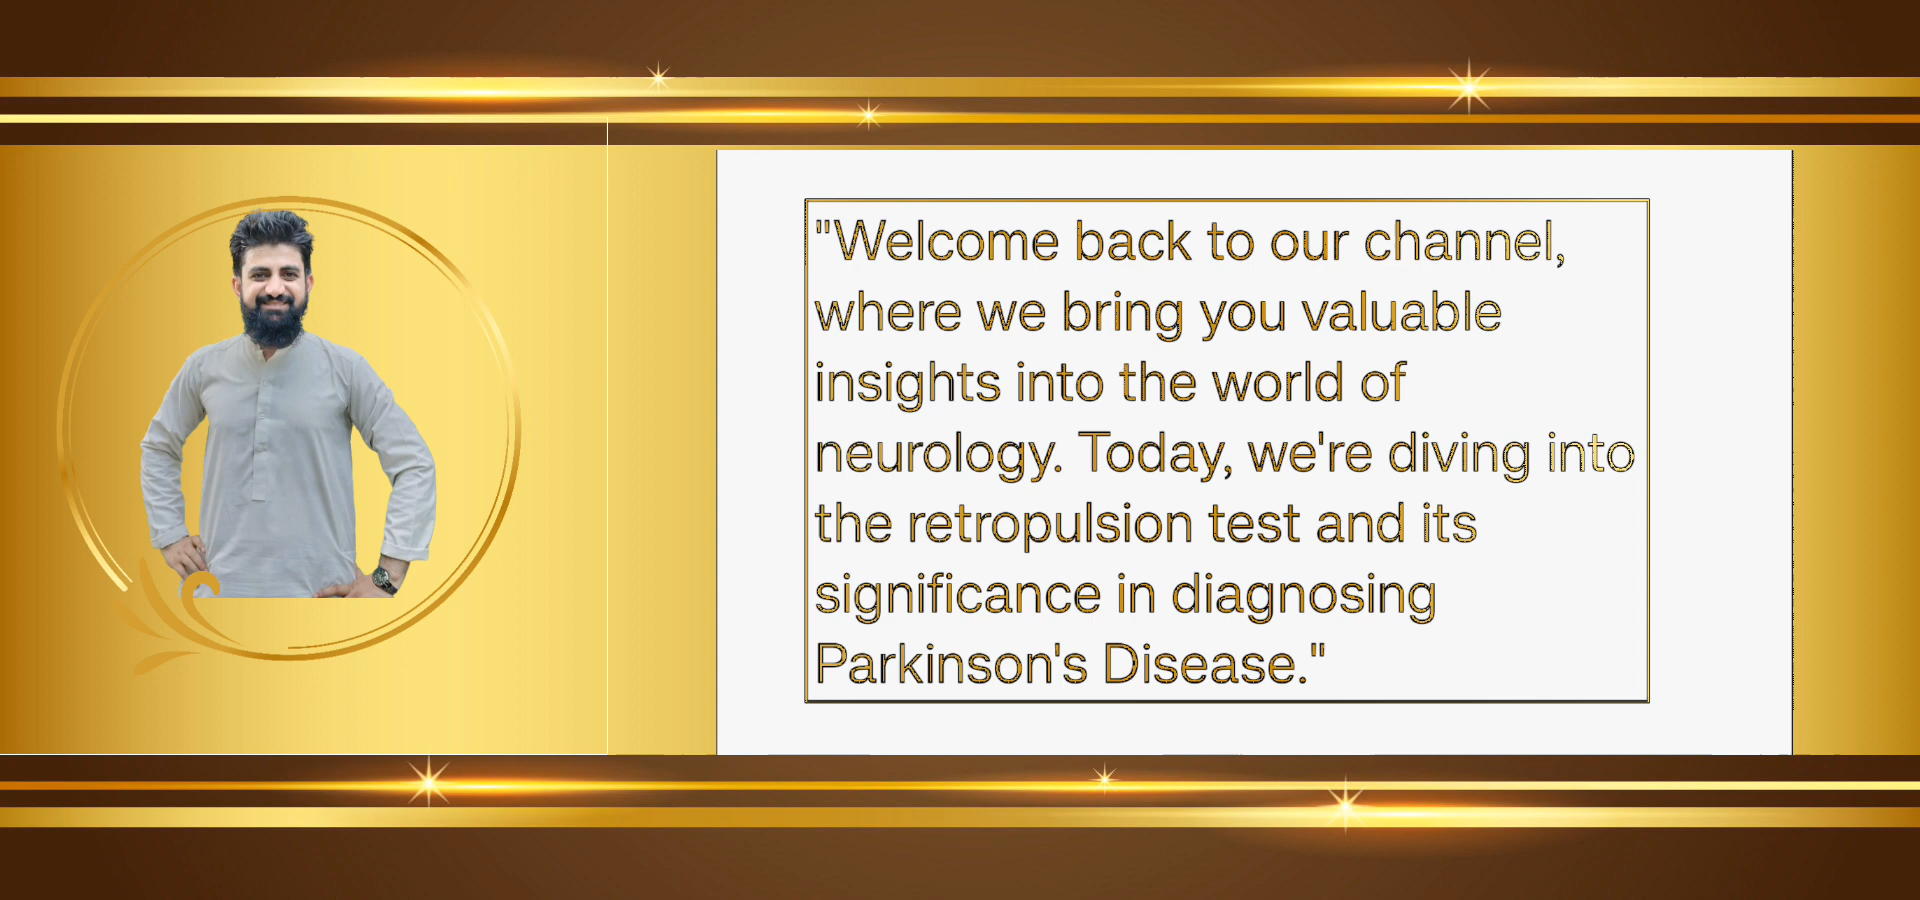 "Welcome back to our channel,
where we bring you valuable
insights into the world of
neurology. Today, we're diving into
the retropulsion test and its
significance in diagnosing
Parkinson's Disease."